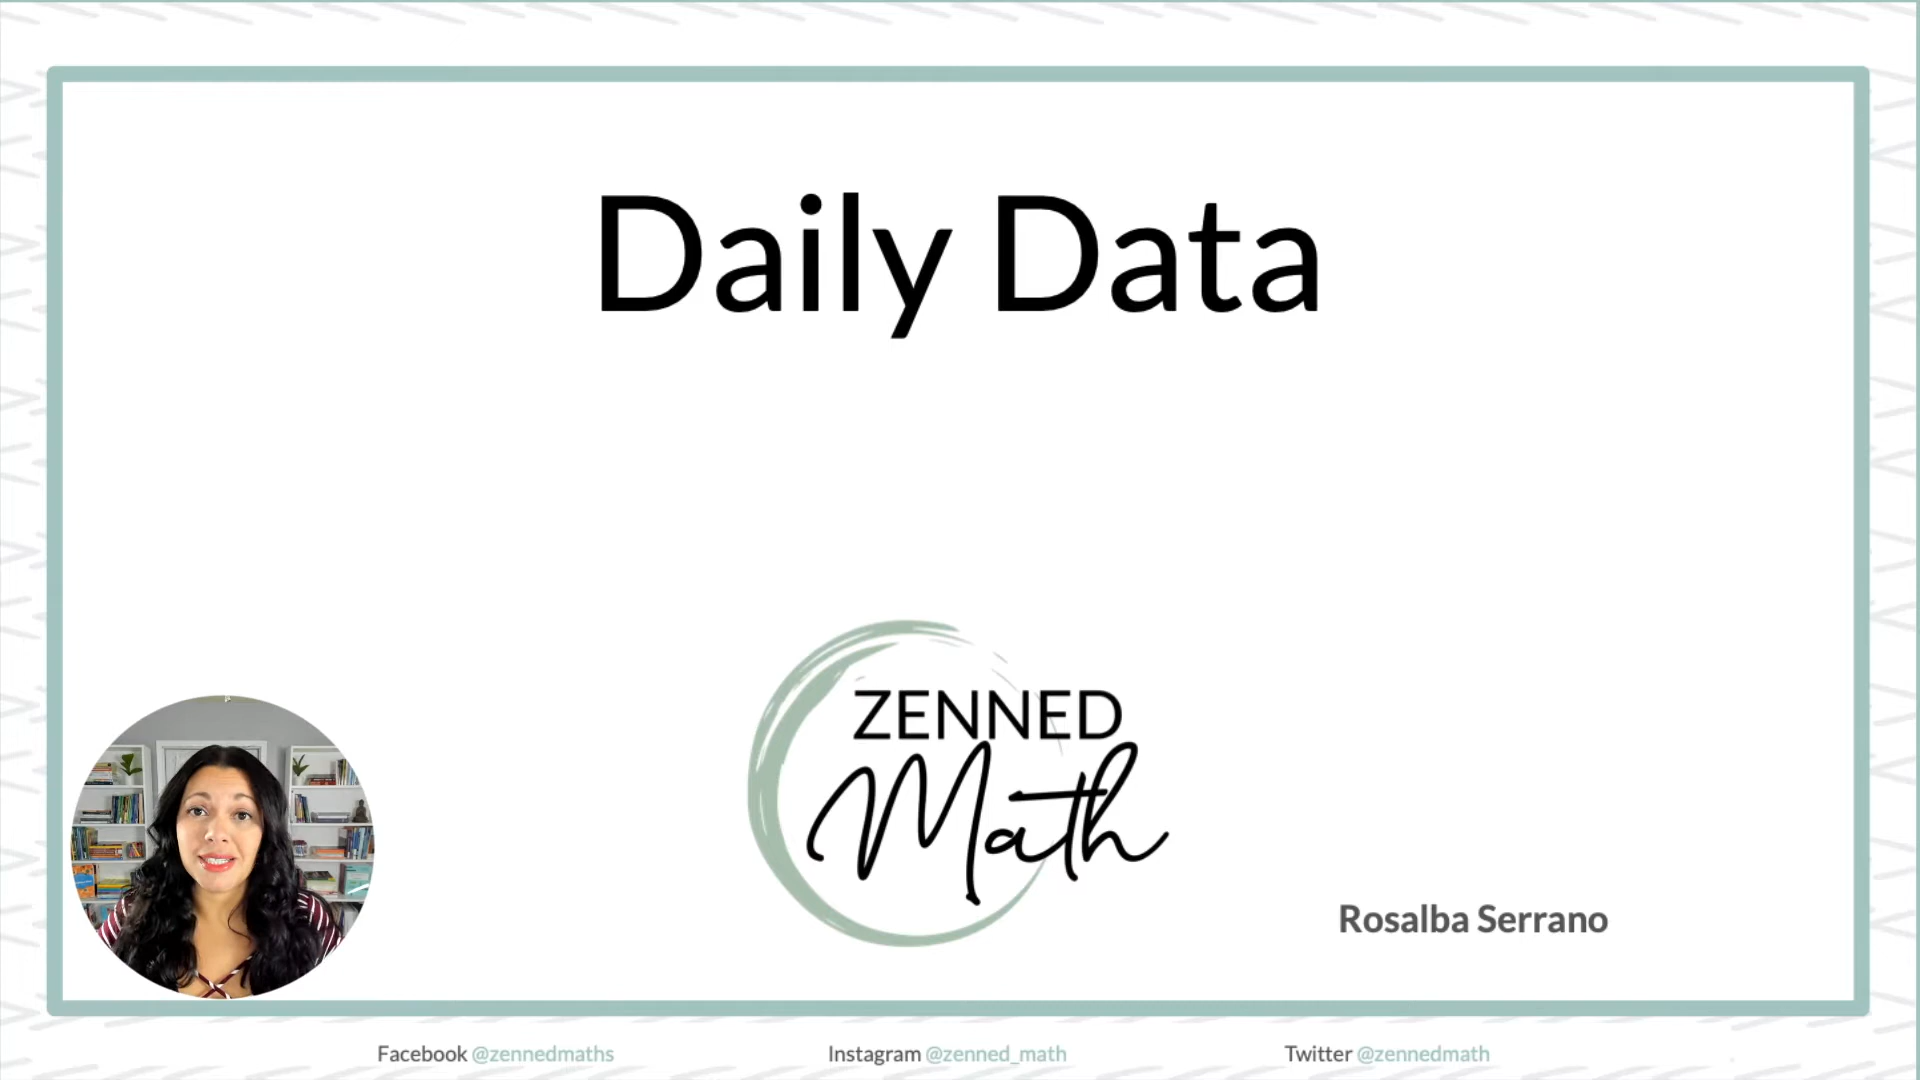 Daily Data
ZENNED
Math
Rosalba Serrano
Facebook @zennedmaths
Instagram @zenned_math
Twitter @zennedmath